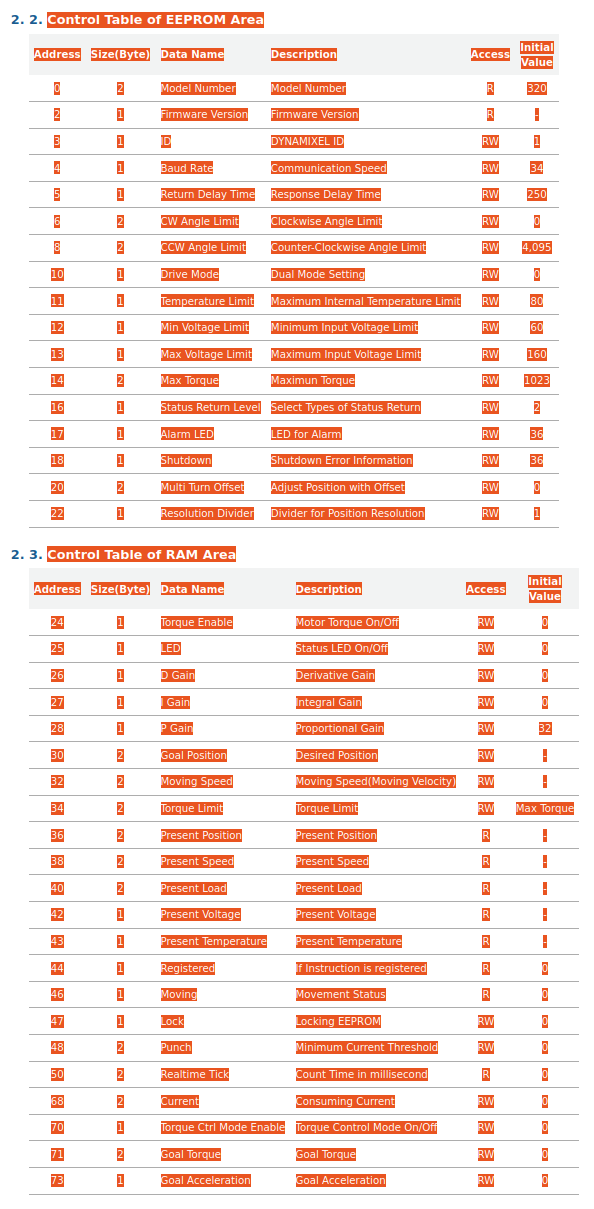 2. 2. Control Table of EEPROM Area
Address Size(Byte) Data Name Description Access Initial Value
0 2 Model Number Model Number R 320
2 1 Firmware Version Firmware Version R -
3 1 ID DYNAMIXEL ID RW 1
4 1 Baud Rate Communication Speed RW 34
5 1 Return Delay Time Response Delay Time RW 250
6 2 CW Angle Limit Clockwise Angle Limit RW 0
8 2 CCW Angle Limit Counter-Clockwise Angle Limit RW 4,095
10 1 Drive Mode Dual Mode Setting RW 0
11 1 Temperature Limit Maximum Internal Temperature Limit RW 80
12 1 Min Voltage Limit Minimum Input Voltage Limit RW 60
13 1 Max Voltage Limit Maximum Input Voltage Limit RW 160
14 2 Max Torque Maximun Torque RW 1023
16 1 Status Return Level Select Types of Status Return RW 2
17 1 Alarm LED LED for Alarm RW 36
18 1 Shutdown Shutdown Error Information RW 36
20 2 Multi Turn Offset Adjust Position with Offset RW 0
22 1 Resolution Divider Divider for Position Resolution RW 1
2. 3. Control Table of RAM Area
Address Size(Byte) Data Name Description Access Initial Value
24 1 Torque Enable Motor Torque On/Off RW 0
25 1 LED Status LED On/Off RW 0
26 1 D Gain Derivative Gain RW 0
27 1 I Gain Integral Gain RW 0
28 1 P Gain Proportional Gain RW 32
30 2 Goal Position Desired Position RW -
32 2 Moving Speed Moving Speed(Moving Velocity) RW -
34 2 Torque Limit Torque Limit RW Max Torque
36 2 Present Position Present Position R -
38 2 Present Speed Present Speed R -
40 2 Present Load Present Load R -
42 1 Present Voltage Present Voltage R -
43 1 Present Temperature Present Temperature R -
44 1 Registered If Instruction is registered R 0
46 1 Moving Movement Status R 0
47 1 Lock Locking EEPROM RW 0
48 2 Punch Minimum Current Threshold RW 0
50 2 Realtime Tick Count Time in millisecond R 0
68 2 Current Consuming Current RW 0
70 1 Torque Ctrl Mode Enable Torque Control Mode On/Off RW 0
71 2 Goal Torque Goal Torque RW 0
73 1 Goal Acceleration Goal Acceleration RW 0